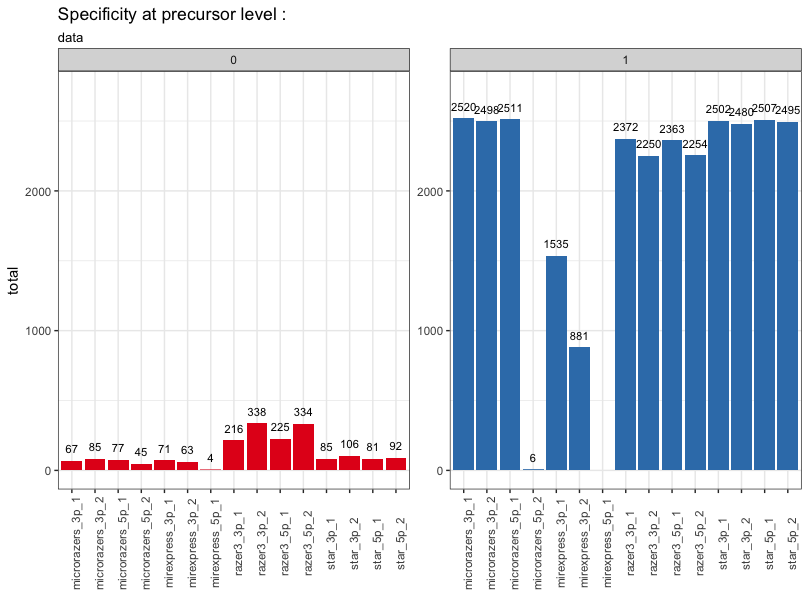 Specificity at precursor level :
data
0
1
total
2000
1000
0
67
85
77
45
71
63
4
216
338
225
334
85
106
81
92
2000
1000
0
2520
2498
2511
6
1535
881
2372
2250
2363
2254
2502
2480
2507
2495
microrazers_3p_1
microrazers_3p_2
microrazers_5p_1
microrazers_5p_2
mirexpress_3p_1
mirexpress_3p_2
mirexpress_5p_1
razer3_3p_1
razer3_3p_2
razer3_5p_1
razer3_5p_2
star_3p_1
star_3p_2
star_5p_1
star_5p_2
microrazers_3p_1
microrazers_3p_2
microrazers_5p_1
microrazers_5p_2
mirexpress_3p_1
mirexpress_3p_2
mirexpress_5p_1
razer3_3p_1
razer3_3p_2
razer3_5p_1
razer3_5p_2
star_3p_1
star_3p_2
star_5p_1
star_5p_2